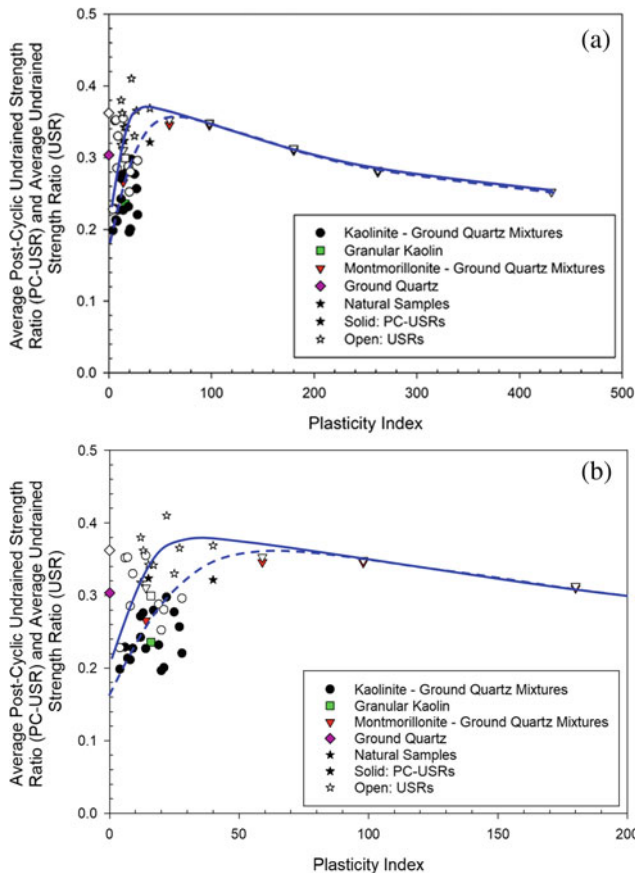 (a)
Average Post-Cyclic Undrained Strength
Ratio (PC-USR) and Average Undrained
Strength Ratio (USR)
0.5
0.4
0.3
0.2
0.1
0.0
Kaolinite - Ground Quartz Mixtures
Granular Kaolin
Montmorillonite - Ground Quartz Mixtures
Ground Quartz
Natural Samples
Solid: PC-USRs
Open: USRs
0 100 200 300 400 500
Plasticity Index
(b)
Average Post-Cyclic Undrained Strength
Ratio (PC-USR) and Average Undrained
Strength Ratio (USR)
0.5
0.4
0.3
0.2
0.1
0.0
Kaolinite - Ground Quartz Mixtures
Granular Kaolin
Montmorillonite - Ground Quartz Mixtures
Ground Quartz
Natural Samples
Solid: PC-USRs
Open: USRs
0 50 100 150 200
Plasticity Index